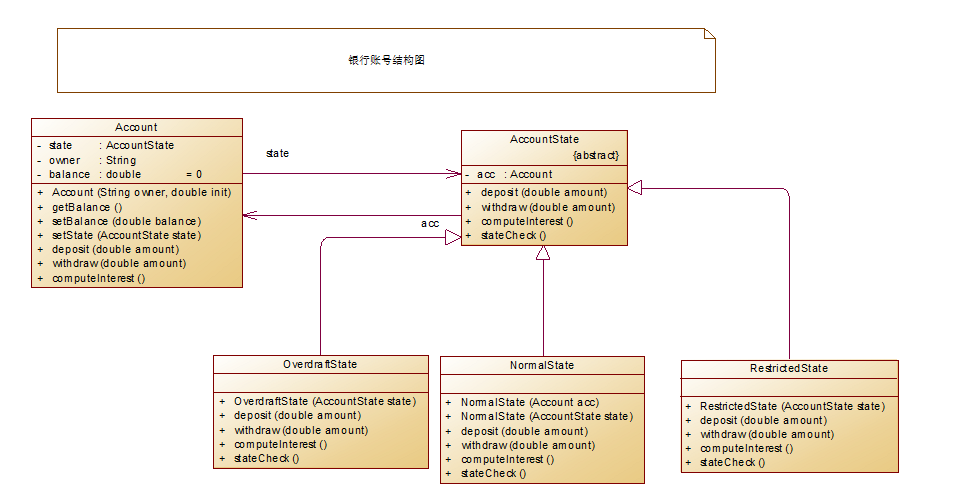 银行账号结构图
Account
- state : AccountState
- owner : String
- balance : double = 0
+ Account (String owner, double init)
+ getBalance ()
+ setBalance (double balance)
+ setState (AccountState state)
+ deposit (double amount)
+ withdraw (double amount)
+ computeInterest ()
state
acc
AccountState
{abstract}
- acc : Account
+ deposit (double amount)
+ withdraw (double amount)
+ computeInterest ()
+ stateCheck ()
OverdraftState
+ OverdraftState (AccountState state)
+ deposit (double amount)
+ withdraw (double amount)
+ computeInterest ()
+ stateCheck ()
NormalState
+ NormalState (Account acc)
+ NormalState (AccountState state)
+ deposit (double amount)
+ withdraw (double amount)
+ computeInterest ()
+ stateCheck ()
RestrictedState
+ RestrictedState (AccountState state)
+ deposit (double amount)
+ withdraw (double amount)
+ computeInterest ()
+ stateCheck ()